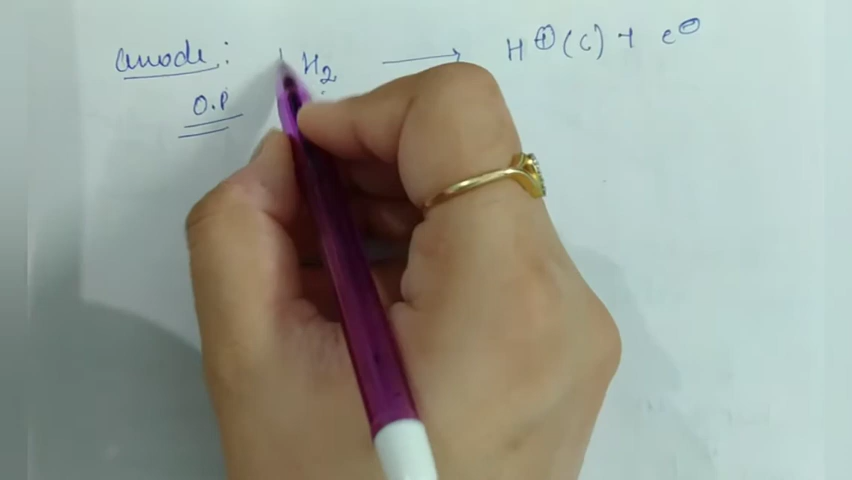 anode: H₂ → H⊕(C) + e⊖
O.P